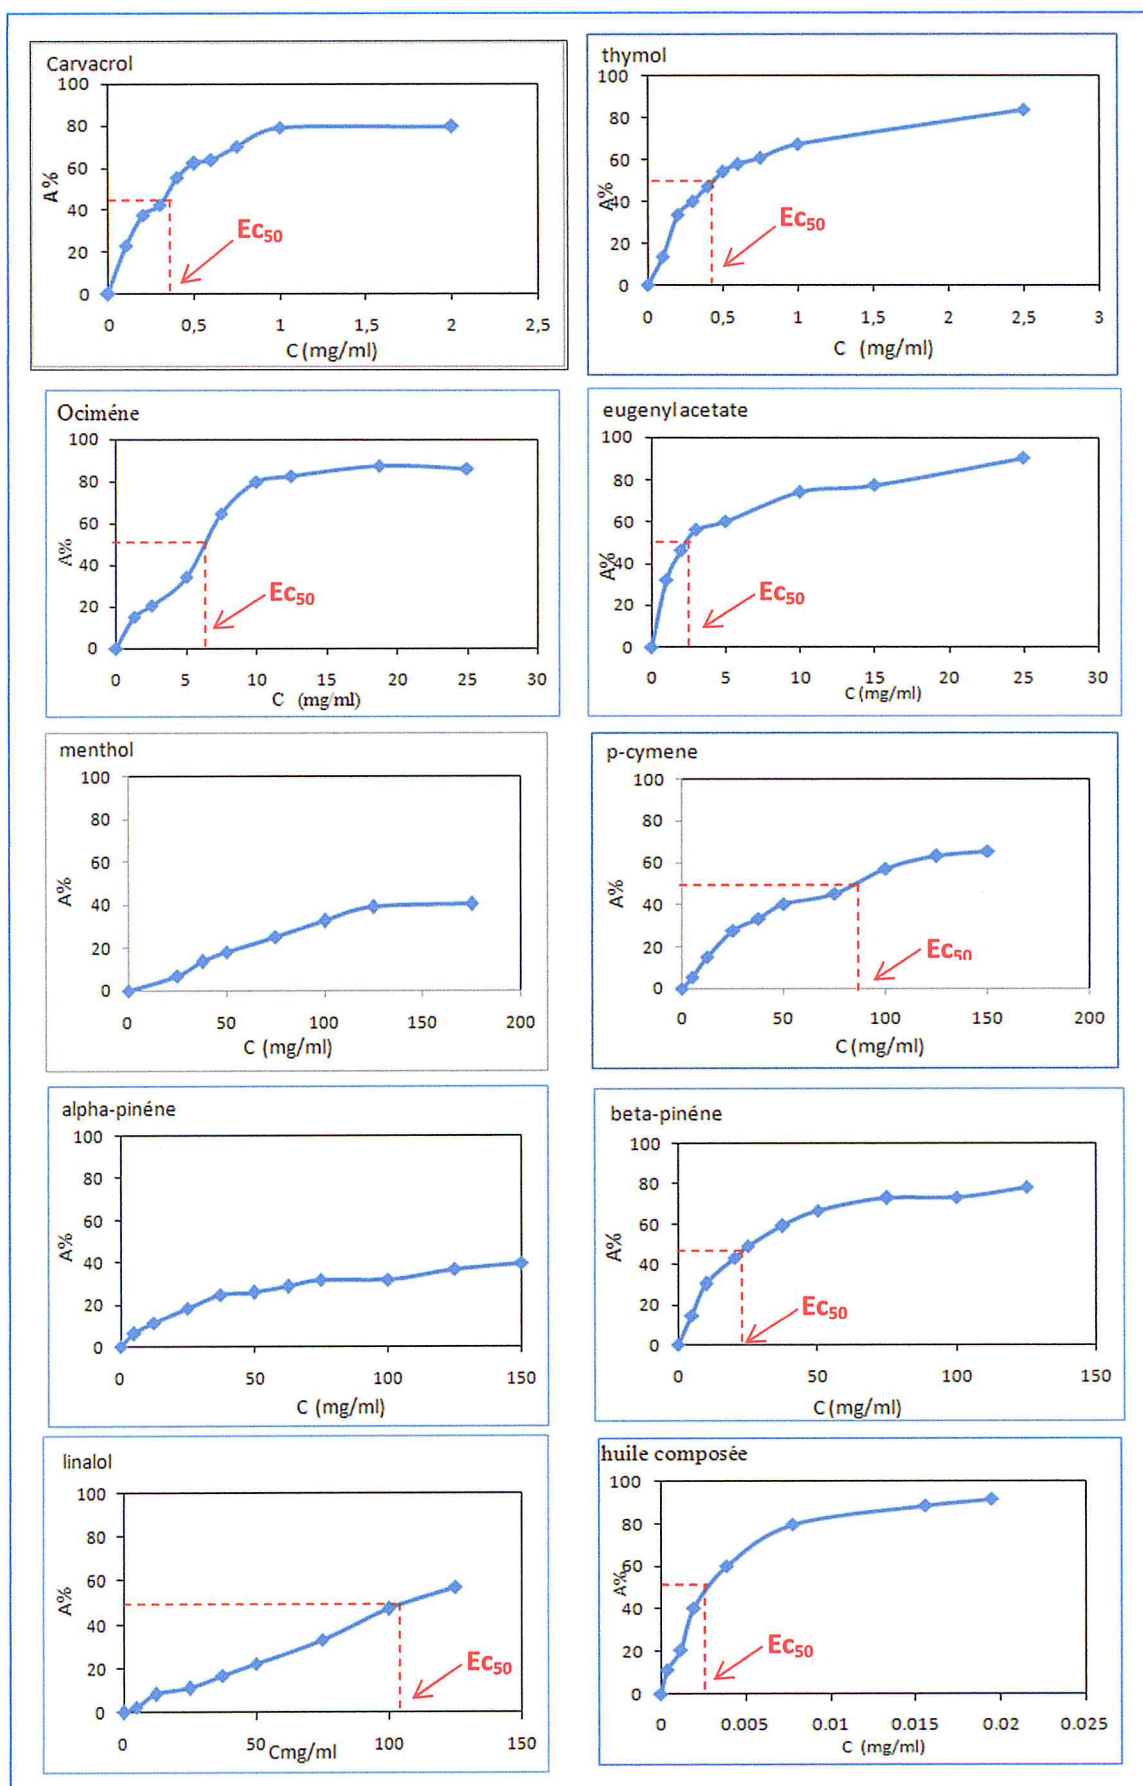 Carvacrol
100
80
60
40
20
0
A%
Ec50
0 0,5 1 1,5 2 2,5
C (mg/ml)
thymol
100
80
60
40
20
0
A%
Ec50
0 0,5 1 1,5 2 2,5 3
C (mg/ml)
Ociméne
100
80
60
40
20
0
A%
Ec50
0 5 10 15 20 25 30
C (mg/ml)
eugenyl acetate
100
80
60
40
20
0
A%
Ec50
0 5 10 15 20 25 30
C (mg/ml)
menthol
100
80
60
40
20
0
A%
0 50 100 150 200
C (mg/ml)
p-cymene
100
80
60
40
20
0
A%
Ec50
0 50 100 150 200
C (mg/ml)
alpha-pinéne
100
80
60
40
20
0
A%
0 50 100 150
C (mg/ml)
beta-pinéne
100
80
60
40
20
0
A%
Ec50
0 50 100 150
C (mg/ml)
linalol
100
80
60
40
20
0
A%
Ec50
0 50 100 150
Cmg/ml
huile composée
100
80
60
40
20
0
A%
Ec50
0 0.005 0.01 0.015 0.02 0.025
C (mg/ml)